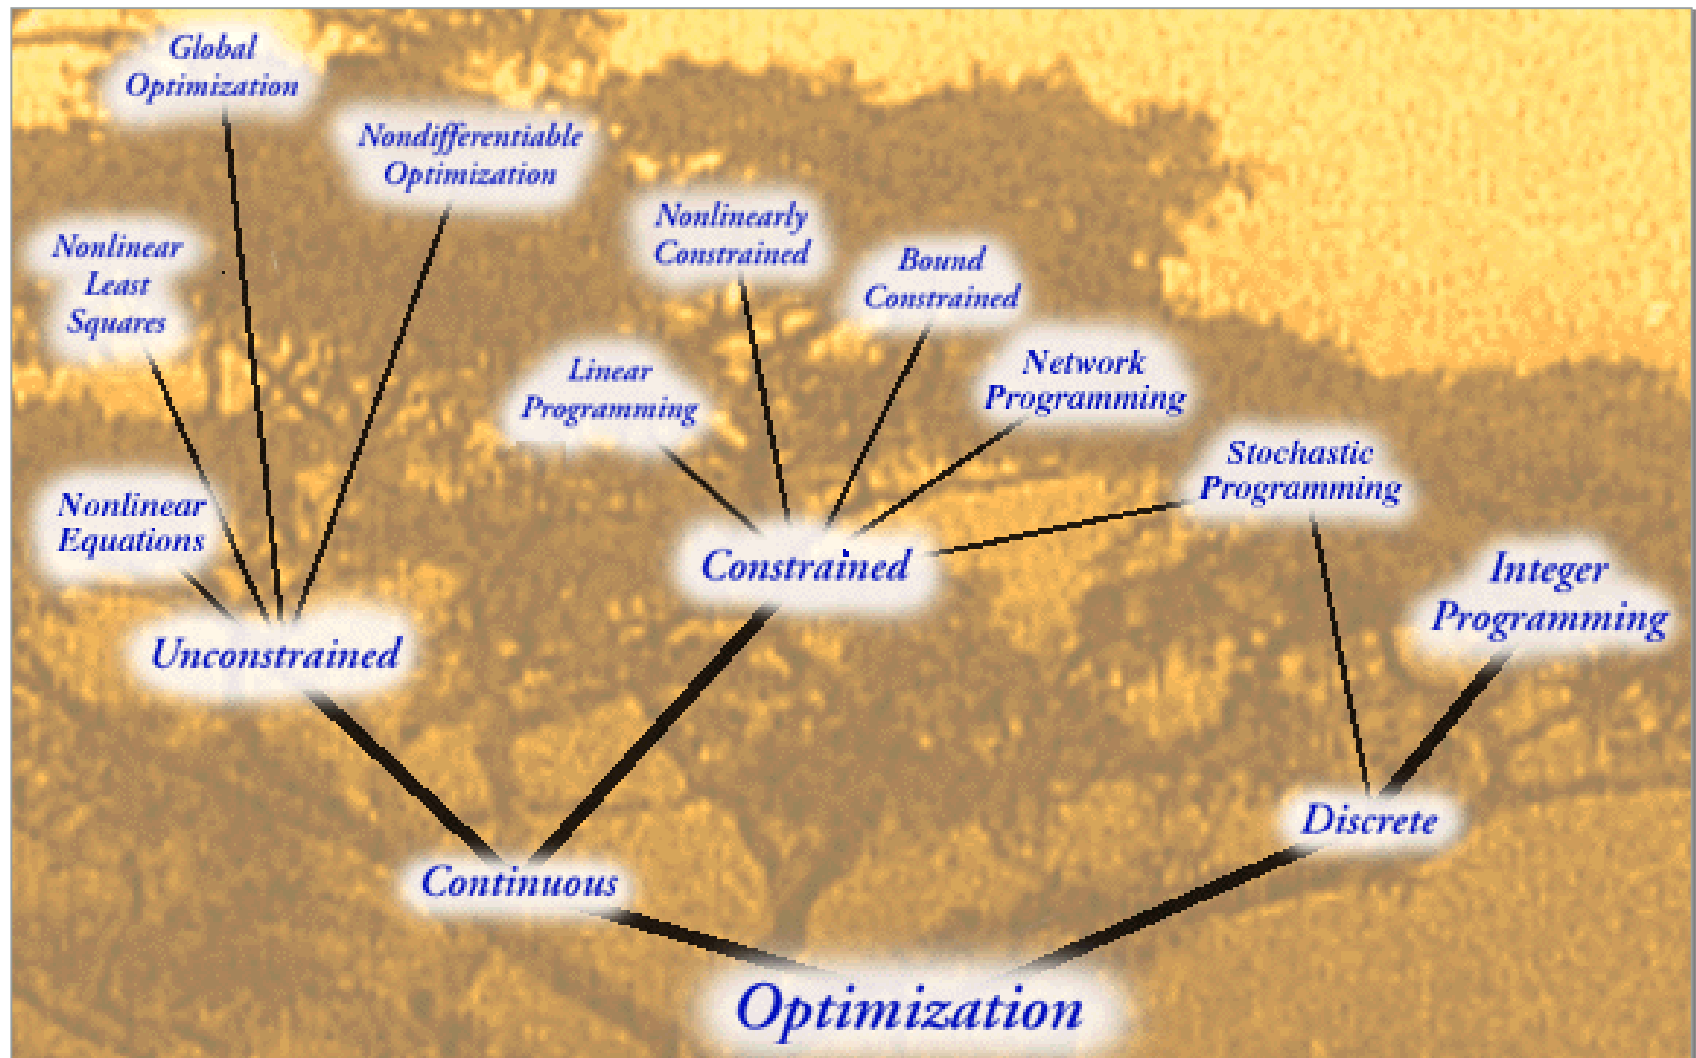 Global
Optimization
Nondifferentiable
Optimization
Nonlinear
Least
Squares
Nonlinearly
Constrained
Bound
Constrained
Linear
Programming
Network
Programming
Stochastic
Programming
Nonlinear
Equations
Constrained
Integer
Programming
Unconstrained
Discrete
Continuous
Optimization